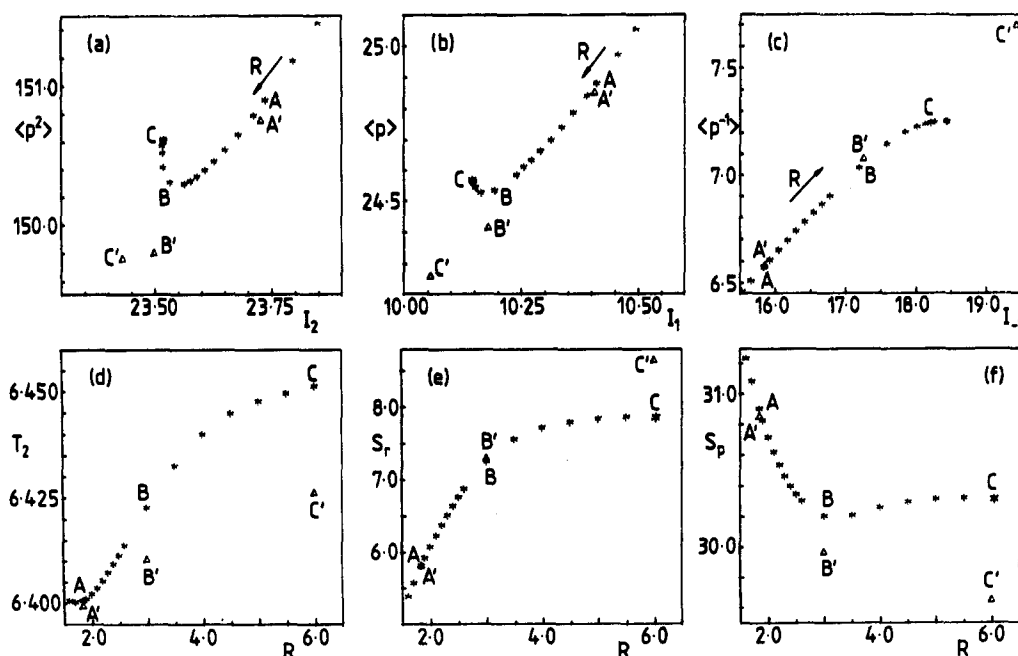 (a)
151.0
<p²>
150.0
R
A
A'
B
B'
C
C'
23.50
23.75
I₂
(b)
25.0
<p>
24.5
R
A
A'
B
B'
C
C'
10.00
10.25
10.50
I₁
(c)
7.5
<p⁻¹>
7.0
6.5
R
A'
A
B'
B
C
C'
16.0
17.0
18.0
19.0
I₋
(d)
6.450
T₂
6.425
6.400
A
A'
B
B'
C
C'
2.0
4.0
6.0
R
(e)
8.0
Sᵣ
7.0
6.0
A
A'
B'
B
C'
C
2.0
4.0
6.0
R
(f)
31.0
Sₚ
30.0
A
A'
B
B'
C
C'
2.0
4.0
6.0
R